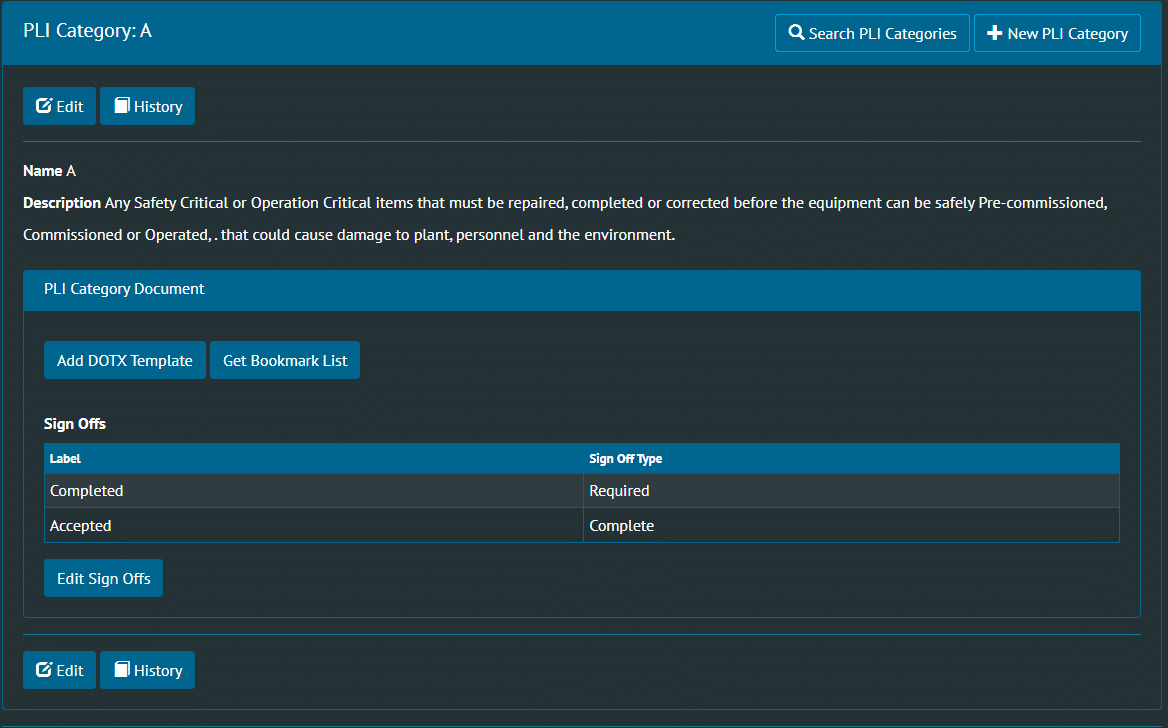 PLI Category: A
Search PLI Categories
New PLI Category
Edit
History
Name A
Description Any Safety Critical or Operation Critical items that must be repaired, completed or corrected before the equipment can be safely Pre-commissioned,
Commissioned or Operated, . that could cause damage to plant, personnel and the environment.
PLI Category Document
Add DOTX Template
Get Bookmark List
Sign Offs
Label
Sign Off Type
Completed
Required
Accepted
Complete
Edit Sign Offs
Edit
History